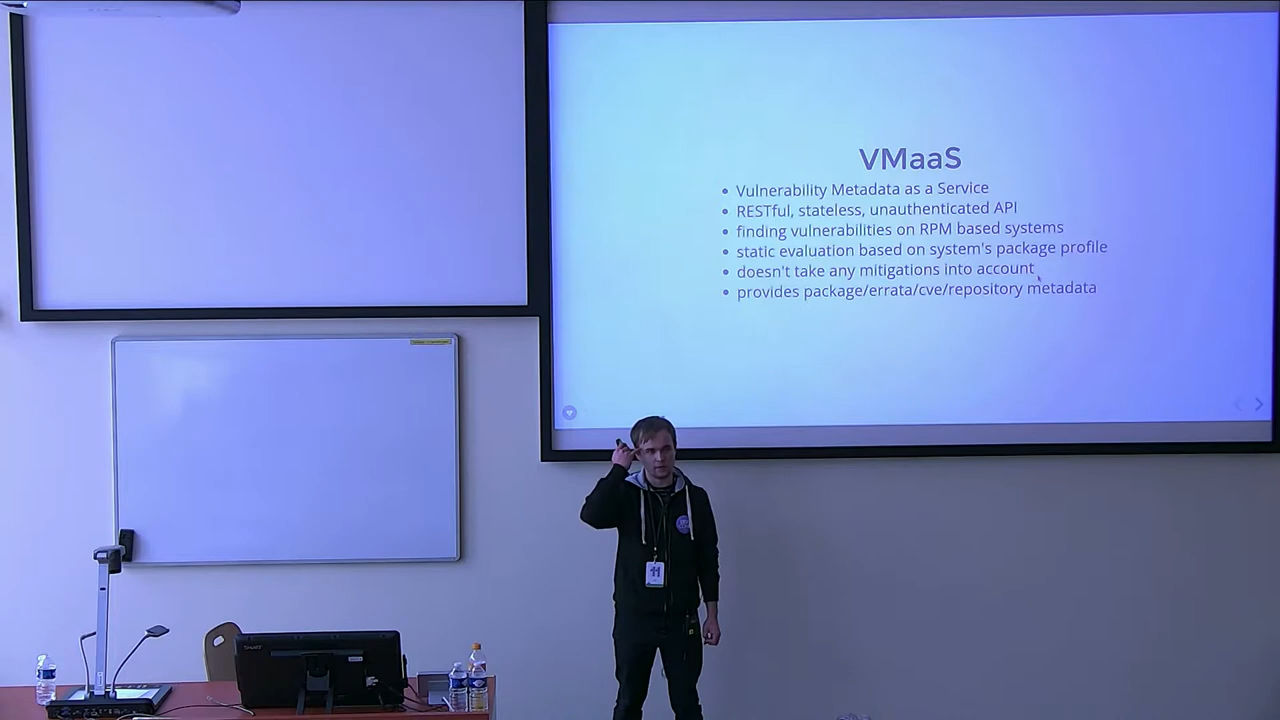 VMaaS
• Vulnerability Metadata as a Service
• RESTful, stateless, unauthenticated API
• finding vulnerabilities on RPM based systems
• static evaluation based on system's package profile
• doesn't take any mitigations into account
• provides package/errata/cve/repository metadata